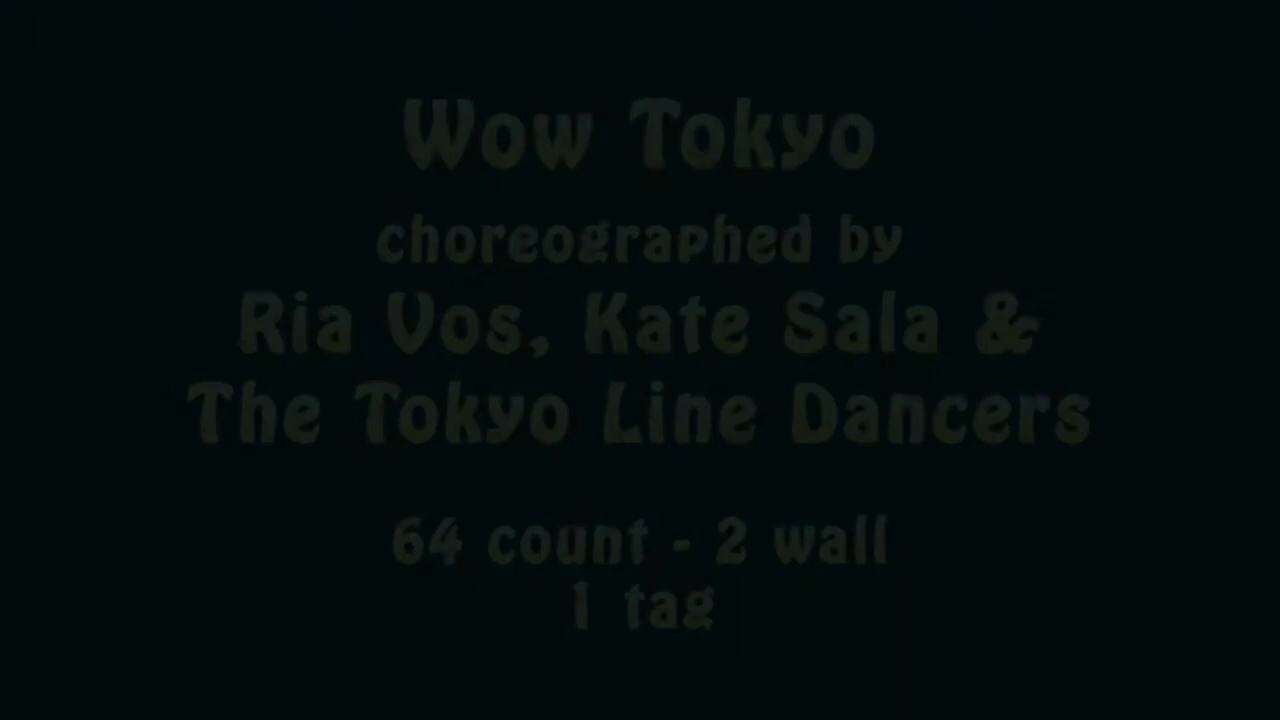 Wow Tokyo
choreographed by
Ria Vos, Kate Sala &
The Tokyo Line Dancers
64 count - 2 wall
1 tag